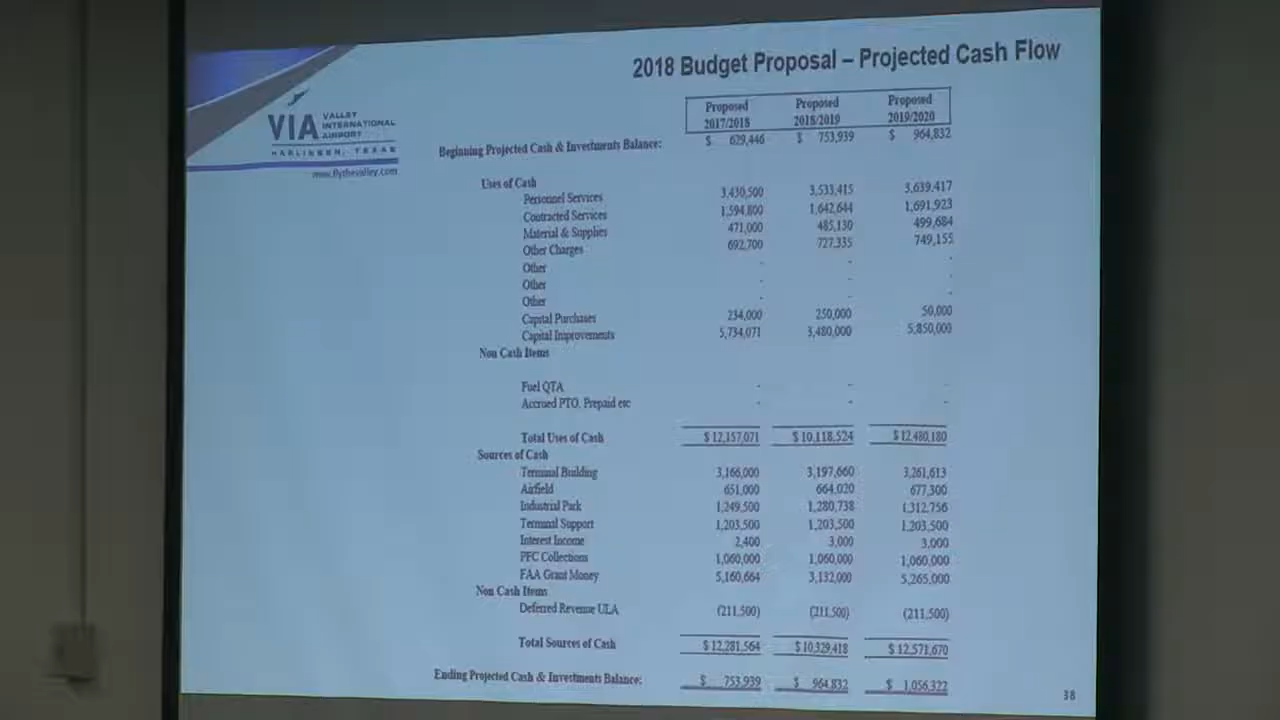 2018 Budget Proposal – Projected Cash Flow
VIA VALLEY INTERNATIONAL AIRPORT
HARLINGEN, TEXAS
www.flythevalley.com
Proposed 2017/2018 Proposed 2018/2019 Proposed 2019/2020
Beginning Projected Cash & Investments Balance: $ 629,446 $ 753,939 $ 964,832
Uses of Cash
Personnel Services 3,430,500 3,533,415 3,639,417
Contracted Services 1,594,800 1,642,644 1,691,923
Material & Supplies 471,000 485,130 499,684
Other Charges 692,700 727,335 749,155
Other - - -
Other - - -
Other - - -
Capital Purchases 234,000 250,000 50,000
Capital Improvements 5,734,071 3,480,000 5,850,000
Non Cash Items
Fuel QTA - - -
Accrued PTO, Prepaid etc - - -
Total Uses of Cash $ 12,157,071 $ 10,118,524 $ 12,480,180
Sources of Cash
Terminal Building 3,166,000 3,197,660 3,261,613
Airfield 651,000 664,020 677,300
Industrial Park 1,249,500 1,280,738 1,312,756
Terminal Support 1,203,500 1,203,500 1,203,500
Interest Income 2,400 3,000 3,000
PFC Collections 1,060,000 1,060,000 1,060,000
FAA Grant Money 5,160,664 3,132,000 5,265,000
Non Cash Items
Deferred Revenue ULA (211,500) (211,500) (211,500)
Total Sources of Cash $ 12,281,564 $ 10,329,418 $ 12,571,670
Ending Projected Cash & Investments Balance: $ 753,939 $ 964,832 $ 1,056,322
38